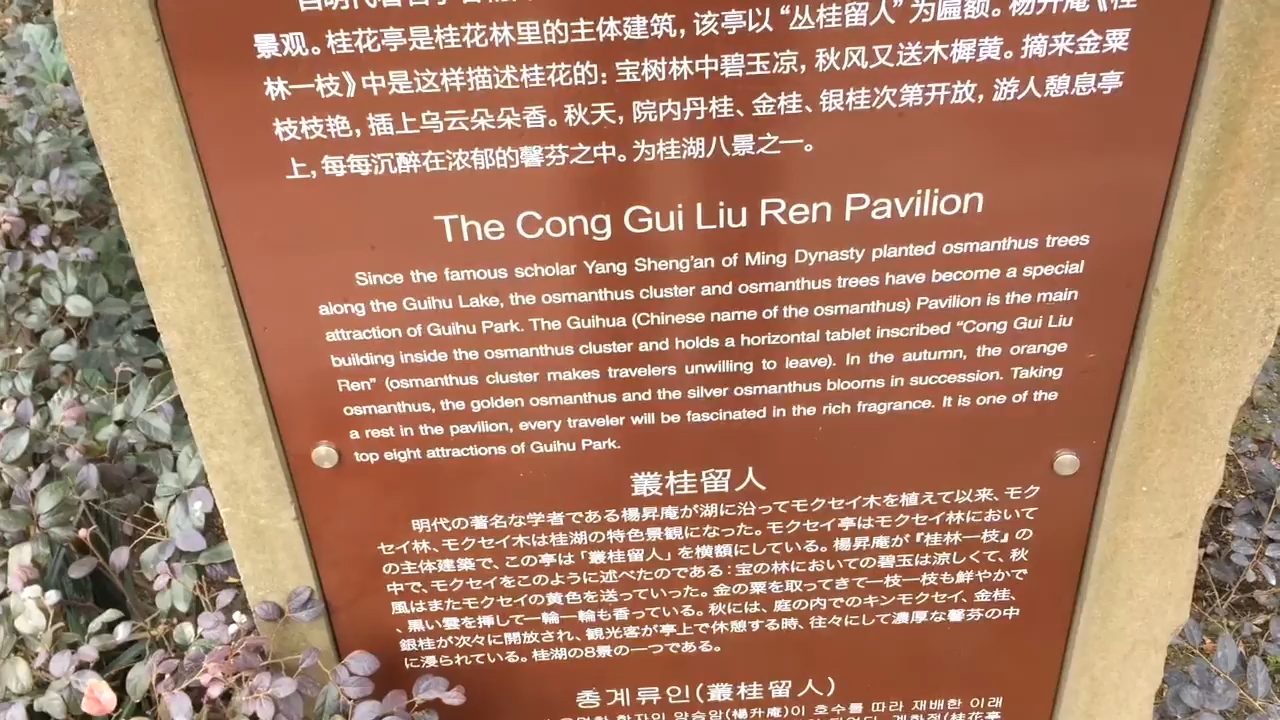 景观。桂花亭是桂花林里的主体建筑，该亭以“丛桂留人”为匾额。杨升庵《桂
林一枝》中是这样描述桂花的：宝树林中碧玉凉，秋风又送木樨黄。摘来金粟
枝枝艳，插上乌云朵朵香。秋天，院内丹桂、金桂、银桂次第开放，游人憩息亭
上，每每沉醉在浓郁的馨芬之中。为桂湖八景之一。
The Cong Gui Liu Ren Pavilion
Since the famous scholar Yang Sheng'an of Ming Dynasty planted osmanthus trees
along the Guihu Lake, the osmanthus cluster and osmanthus trees have become a special
attraction of Guihu Park. The Guihua (Chinese name of the osmanthus) Pavilion is the main
building inside the osmanthus cluster and holds a horizontal tablet inscribed “Cong Gui Liu
Ren” (osmanthus cluster makes travelers unwilling to leave). In the autumn, the orange
osmanthus, the golden osmanthus and the silver osmanthus blooms in succession. Taking
a rest in the pavilion, every traveler will be fascinated in the rich fragrance. It is one of the
top eight attractions of Guihu Park.
叢桂留人
明代の著名な学者である楊昇庵が湖に沿ってモクセイ木を植えて以来、モク
セイ林、モクセイ木は桂湖の特色景観になった。モクセイ亭はモクセイ林において
の主体建築で、この亭は「叢桂留人」を横額にしている。楊昇庵が『桂林一枝』の
中で、モクセイをこのように述べたのである：宝の林においての碧玉は涼しくて、秋
風はまたモクセイの黄色を送っていった。金の粟を取ってきて一枝一枝も鮮やかで
、黒い雲を挿して一輪一輪も香っている。秋には、庭の内でのキンモクセイ、金桂、
銀桂が次々に開放され、観光客が亭上で休憩する時、往々にして濃厚な馨芬の中
に浸られている。桂湖の8景の一つである。
총계류인(叢桂留人)
학자인 양승암(楊升庵)이 호수를 따라 재배한 이래